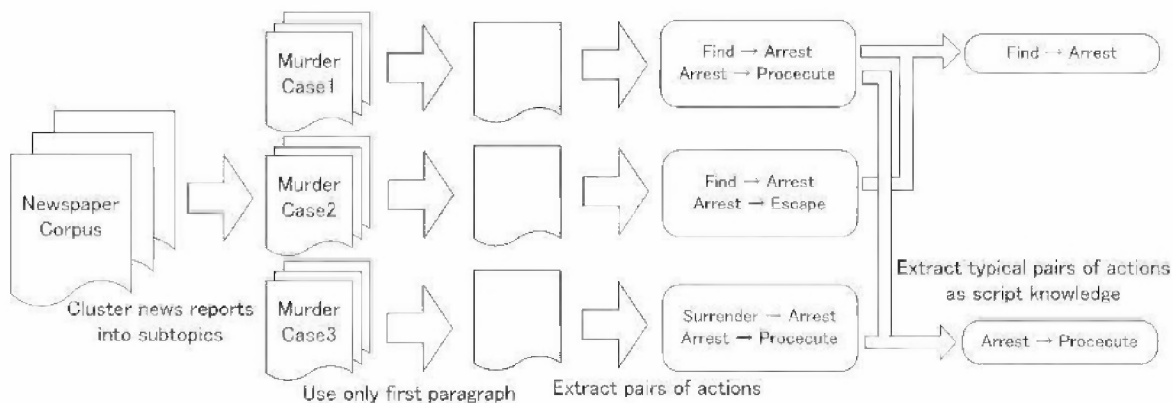 Newspaper
Corpus
Cluster news reports
into subtopics
Murder
Case1
Murder
Case2
Murder
Case3
Use only first paragraph
Find → Arrest
Arrest → Procecute
Find → Arrest
Arrest → Escape
Surrender → Arrest
Arrest → Procecute
Extract pairs of actions
Find → Arrest
Extract typical pairs of actions
as script knowledge
Arrest → Procecute